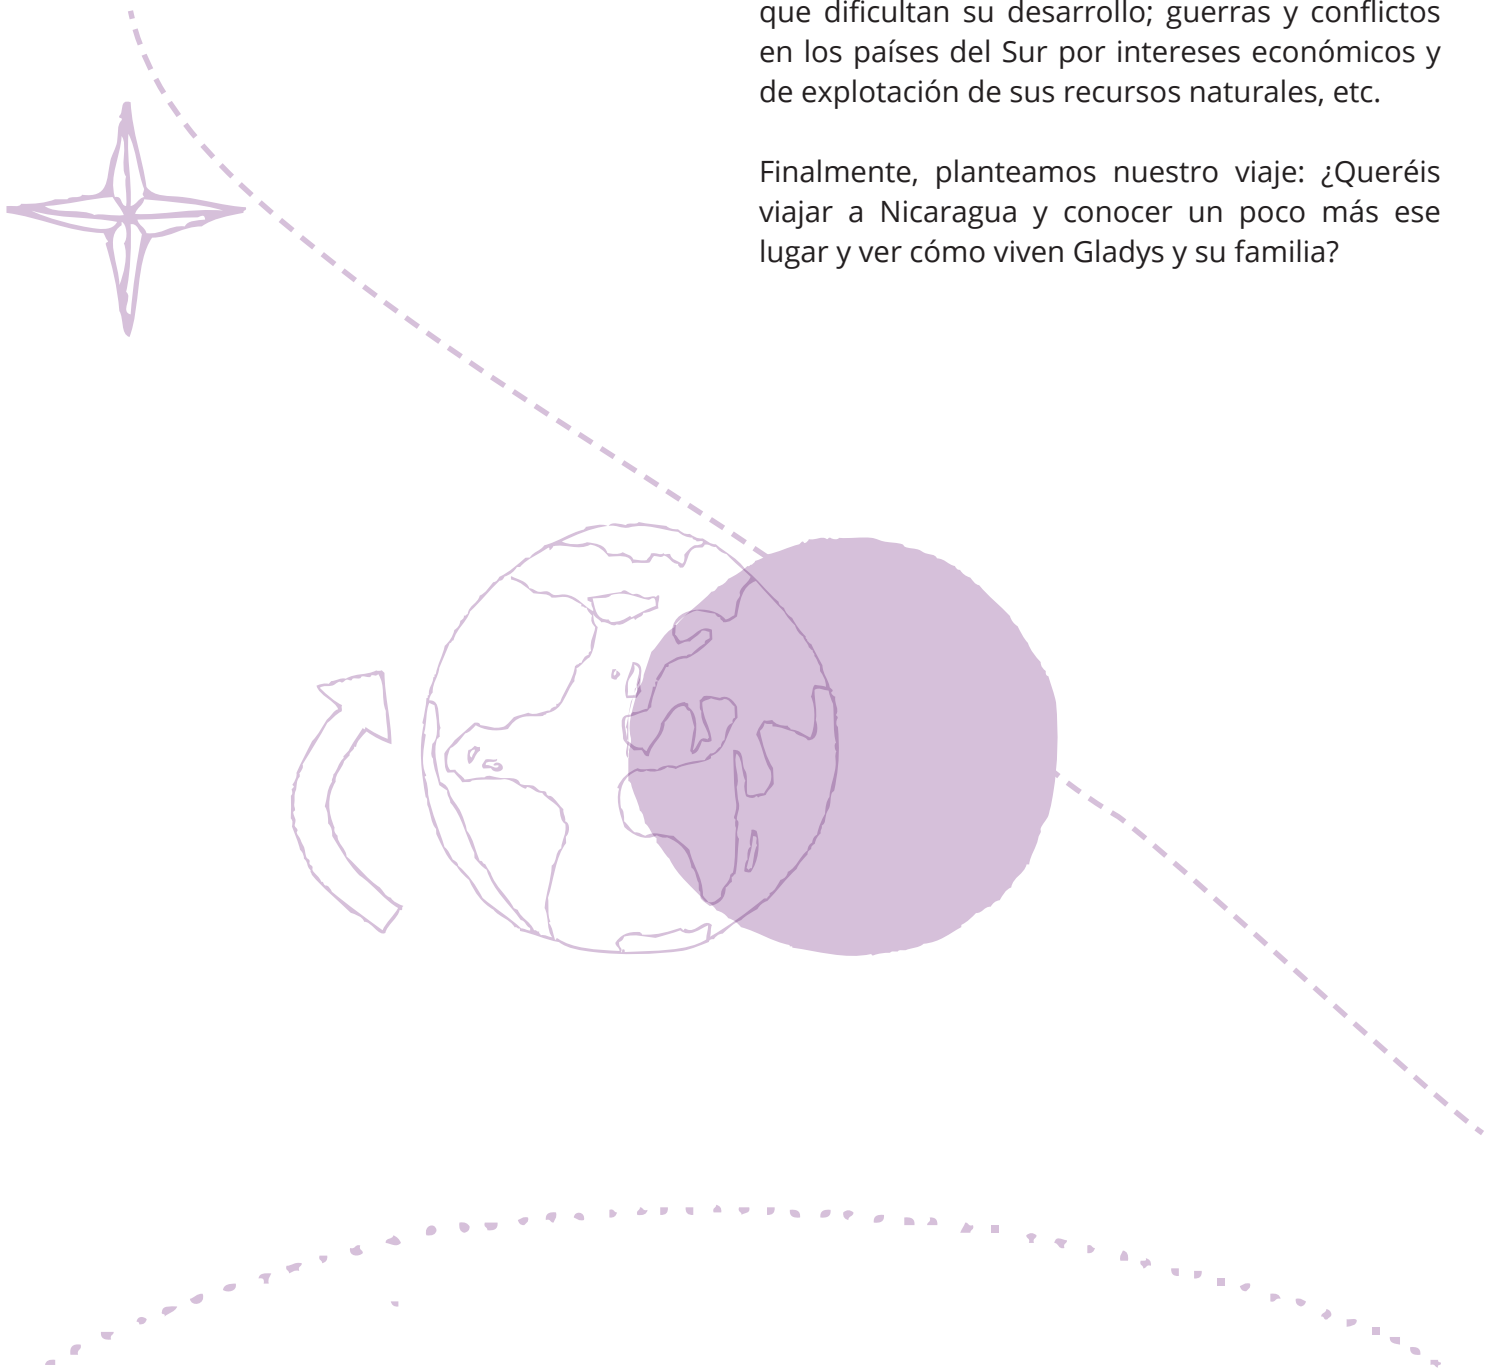 que dificultan su desarrollo; guerras y conflictos
en los países del Sur por intereses económicos y
de explotación de sus recursos naturales, etc.
Finalmente, planteamos nuestro viaje: ¿Queréis
viajar a Nicaragua y conocer un poco más ese
lugar y ver cómo viven Gladys y su familia?